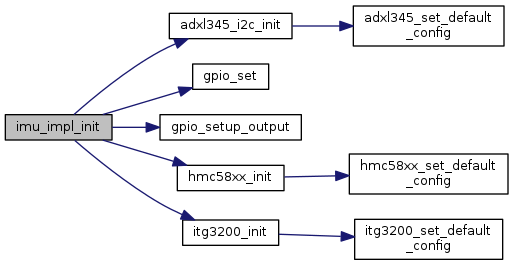 imu_impl_init
adxl345_i2c_init
adxl345_set_default
_config
gpio_set
gpio_setup_output
hmc58xx_init
hmc58xx_set_default
_config
itg3200_init
itg3200_set_default
_config